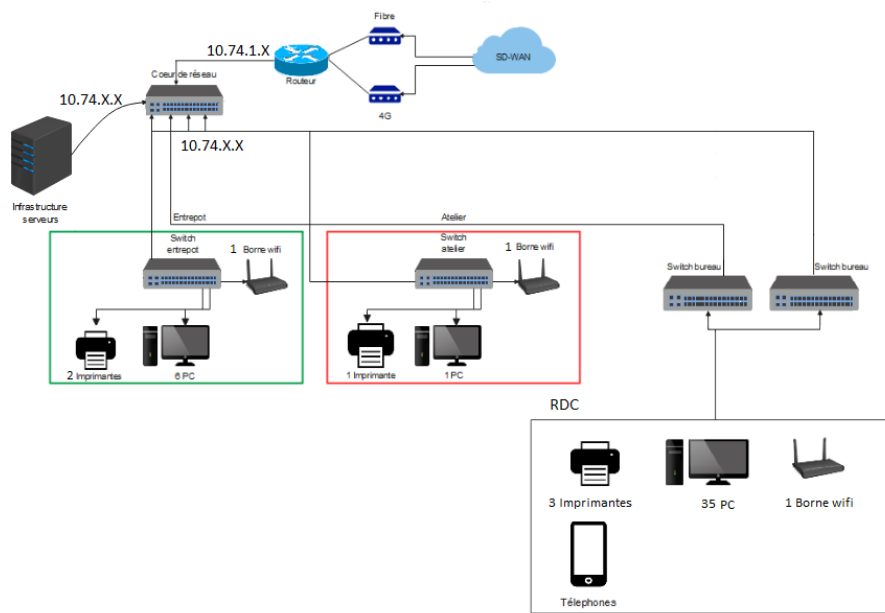 Fibre
10.74.1.X
SD-WAN
Coeur de réseau
Routeur
10.74.X.X
4G
10.74.X.X
Infrastructure
serveurs
Entrepot
Atelier
Switch
entrepot
1 Borne wifi
Switch
atelier
1 Borne wifi
Switch bureau
Switch bureau
2 Imprimantes
6 PC
1 Imprimante
1 PC
RDC
3 Imprimantes
35 PC
1 Borne wifi
Télephones